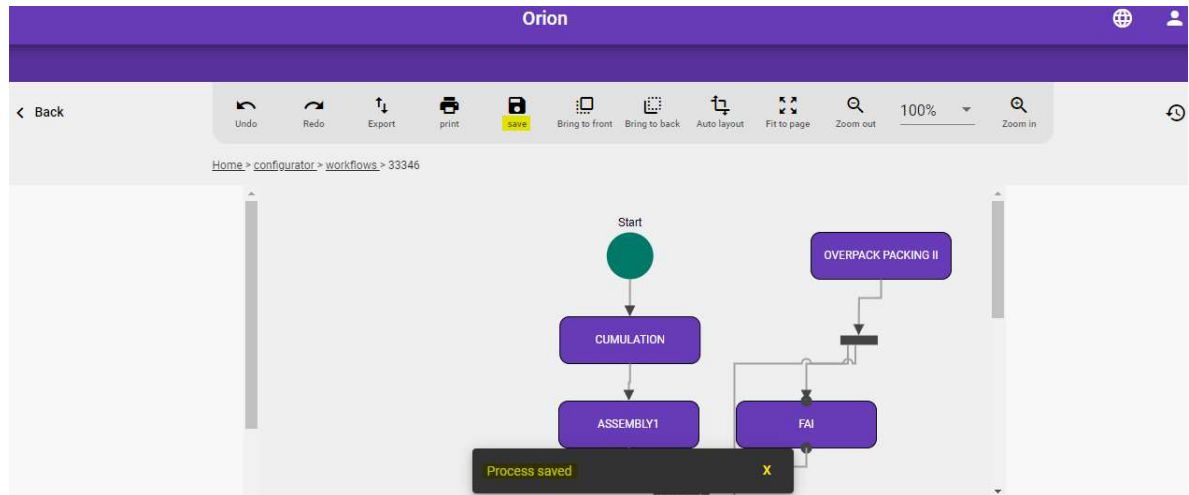 Orion
Back
Undo
Redo
Export
print
save
Bring to front
Bring to back
Auto layout
Fit to page
Zoom out
100%
Zoom in
Home > configurator > workflows > 33346
Start
OVERPACK PACKING II
CUMULATION
ASSEMBLY1
FAI
Process saved
X